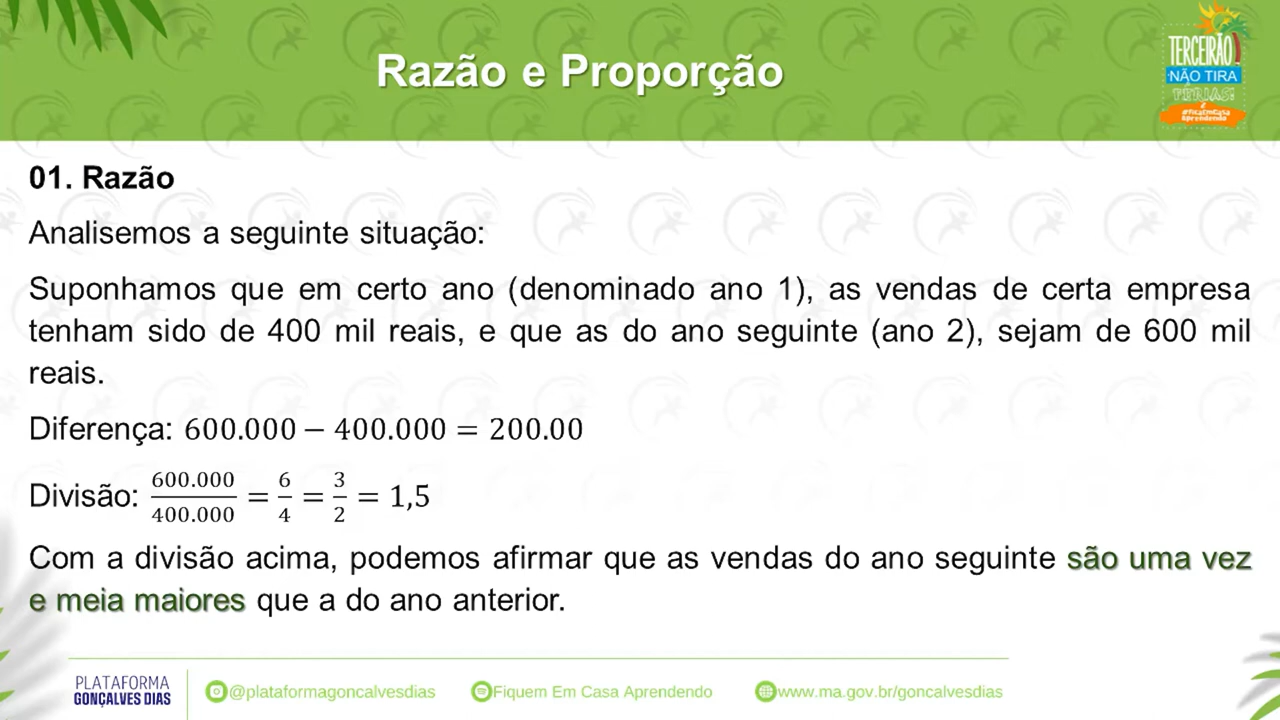 Razão e Proporção
TERCEIRÃO
NÃO TIRA
FÉRIAS!
É
#FicaEmCasa
Aprendendo
01. Razão
Analisemos a seguinte situação:
Suponhamos que em certo ano (denominado ano 1), as vendas de certa empresa
tenham sido de 400 mil reais, e que as do ano seguinte (ano 2), sejam de 600 mil
reais.
Diferença: 600.000 − 400.000 = 200.00
Divisão: 600.000/400.000 = 6/4 = 3/2 = 1,5
Com a divisão acima, podemos afirmar que as vendas do ano seguinte são uma vez
e meia maiores que a do ano anterior.
PLATAFORMA
GONÇALVES DIAS
@plataformagoncalvesdias
Fiquem Em Casa Aprendendo
www.ma.gov.br/goncalvesdias